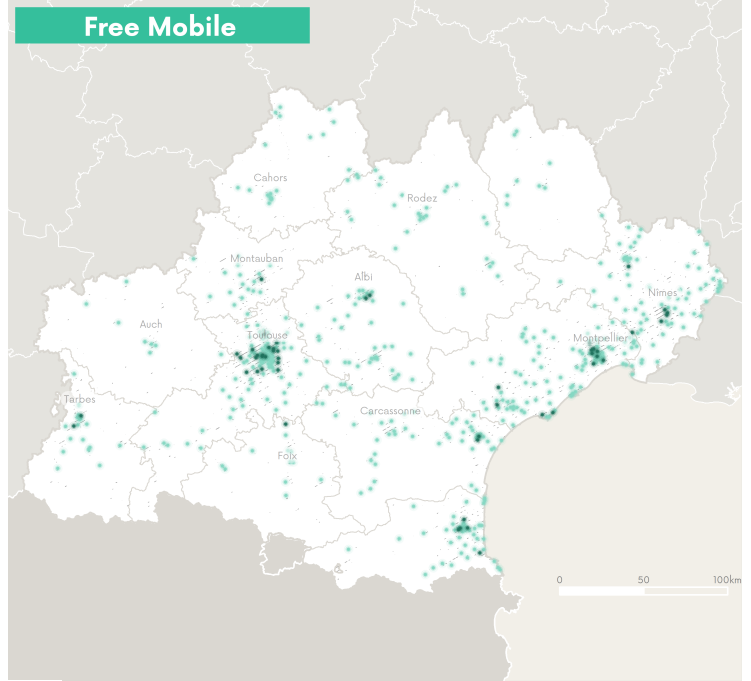 Free Mobile
Cahors
Rodez
Montauban
Albi
Nîmes
Auch
Toulouse
Montpellier
Tarbes
Carcassonne
Foix
0 50 100km